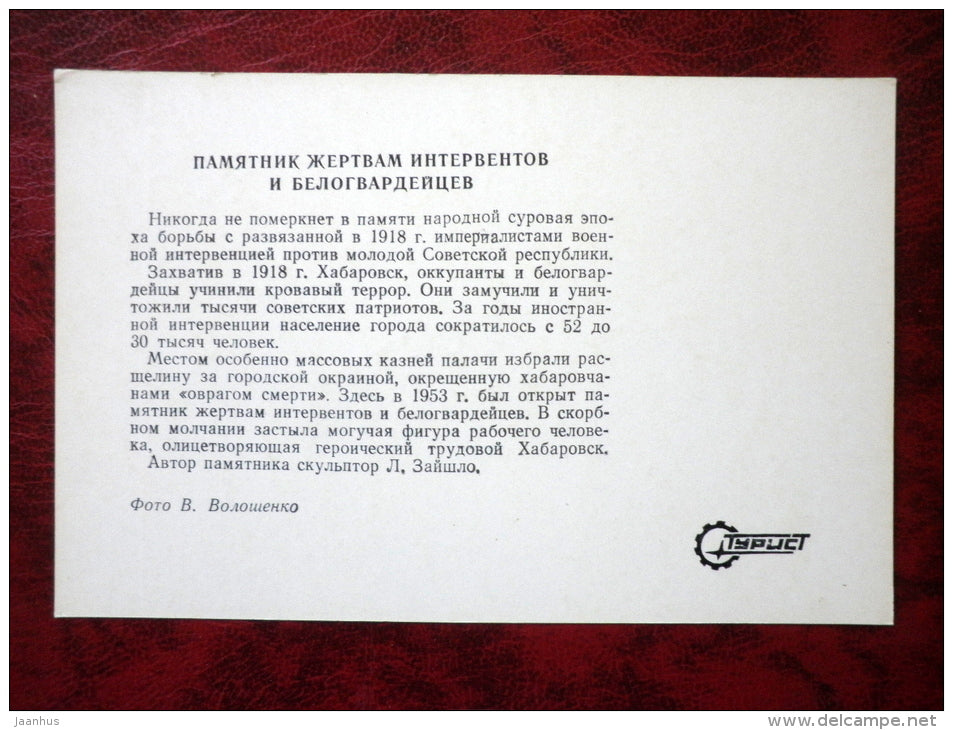 ПАМЯТНИК ЖЕРТВАМ ИНТЕРВЕНТОВ
И БЕЛОГВАРДЕЙЦЕВ
Никогда не померкнет в памяти народной суровая эпо-
ха борьбы с развязанной в 1918 г. империалистами воен-
ной интервенцией против молодой Советской республики.
Захватив в 1918 г. Хабаровск, оккупанты и белогвар-
дейцы учинили кровавый террор. Они замучили и унич-
тожили тысячи советских патриотов. За годы иностран-
ной интервенции население города сократилось с 52 до
30 тысяч человек.
Местом особенно массовых казней палачи избрали рас-
щелину за городской окраиной, окрещенную хабаровча-
нами «оврагом смерти». Здесь в 1953 г. был открыт па-
мятник жертвам интервентов и белогвардейцев. В скорб-
ном молчании застыла могучая фигура рабочего челове-
ка, олицетворяющая героический трудовой Хабаровск.
Автор памятника скульптор Л. Зайшло.
Фото В. Волошенко
ТУРИСТ
Jaanhus
www.delcampe.net